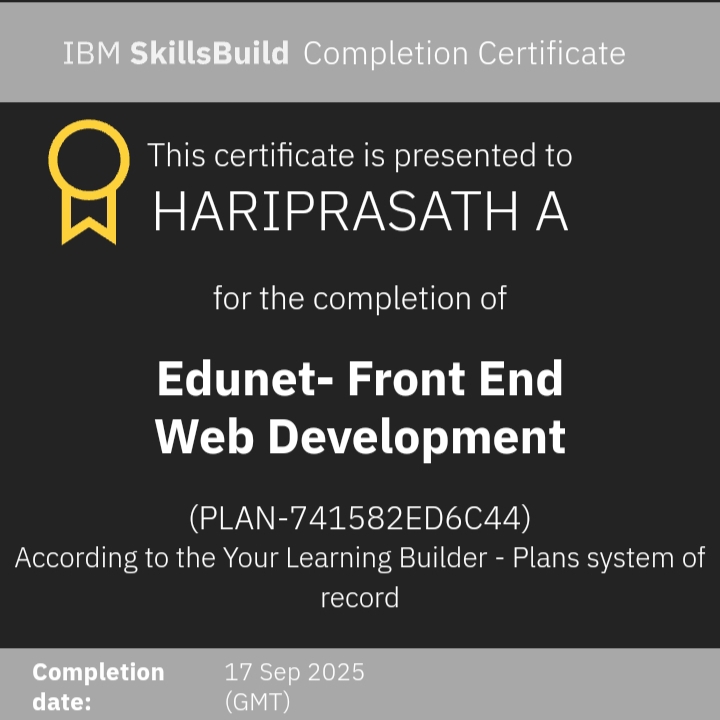 IBM SkillsBuild Completion Certificate
This certificate is presented to
HARIPRASATH A
for the completion of
Edunet- Front End
Web Development
(PLAN-741582ED6C44)
According to the Your Learning Builder - Plans system of
record
Completion date: 17 Sep 2025 (GMT)